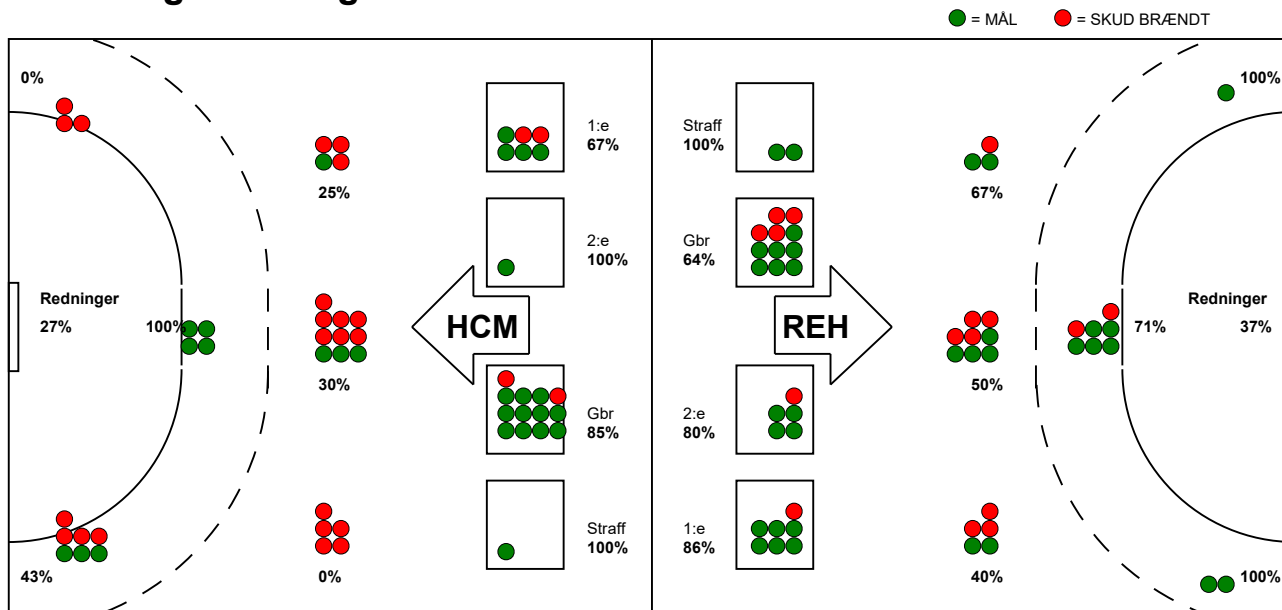 = MÅL
= SKUD BRÆNDT
0%
1:e
67%
25%
2:e
100%
Redninger
27%
100%
HCM
30%
Gbr
85%
Straff
100%
43%
0%
Straff
100%
100%
67%
Gbr
64%
REH
Redninger
71%
37%
50%
2:e
80%
1:e
86%
40%
100%